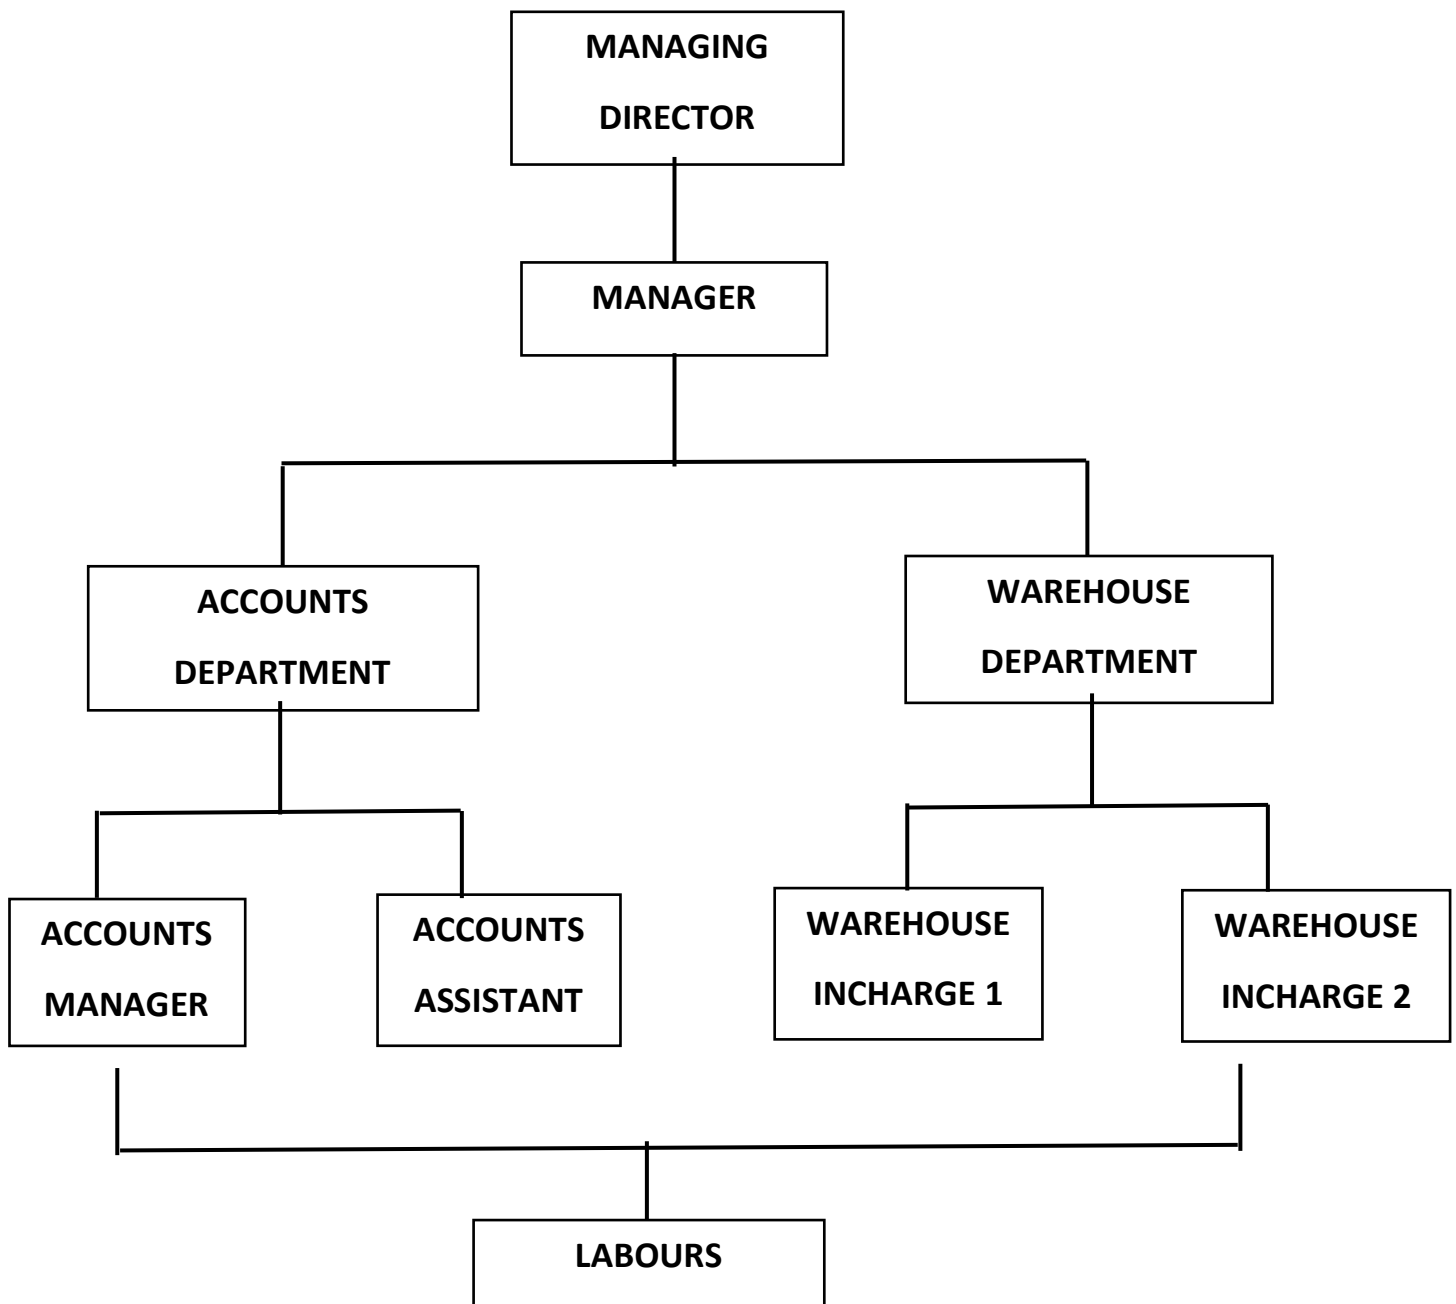 MANAGING
DIRECTOR
MANAGER
ACCOUNTS
DEPARTMENT
WAREHOUSE
DEPARTMENT
ACCOUNTS
MANAGER
ACCOUNTS
ASSISTANT
WAREHOUSE
INCHARGE 1
WAREHOUSE
INCHARGE 2
LABOURS